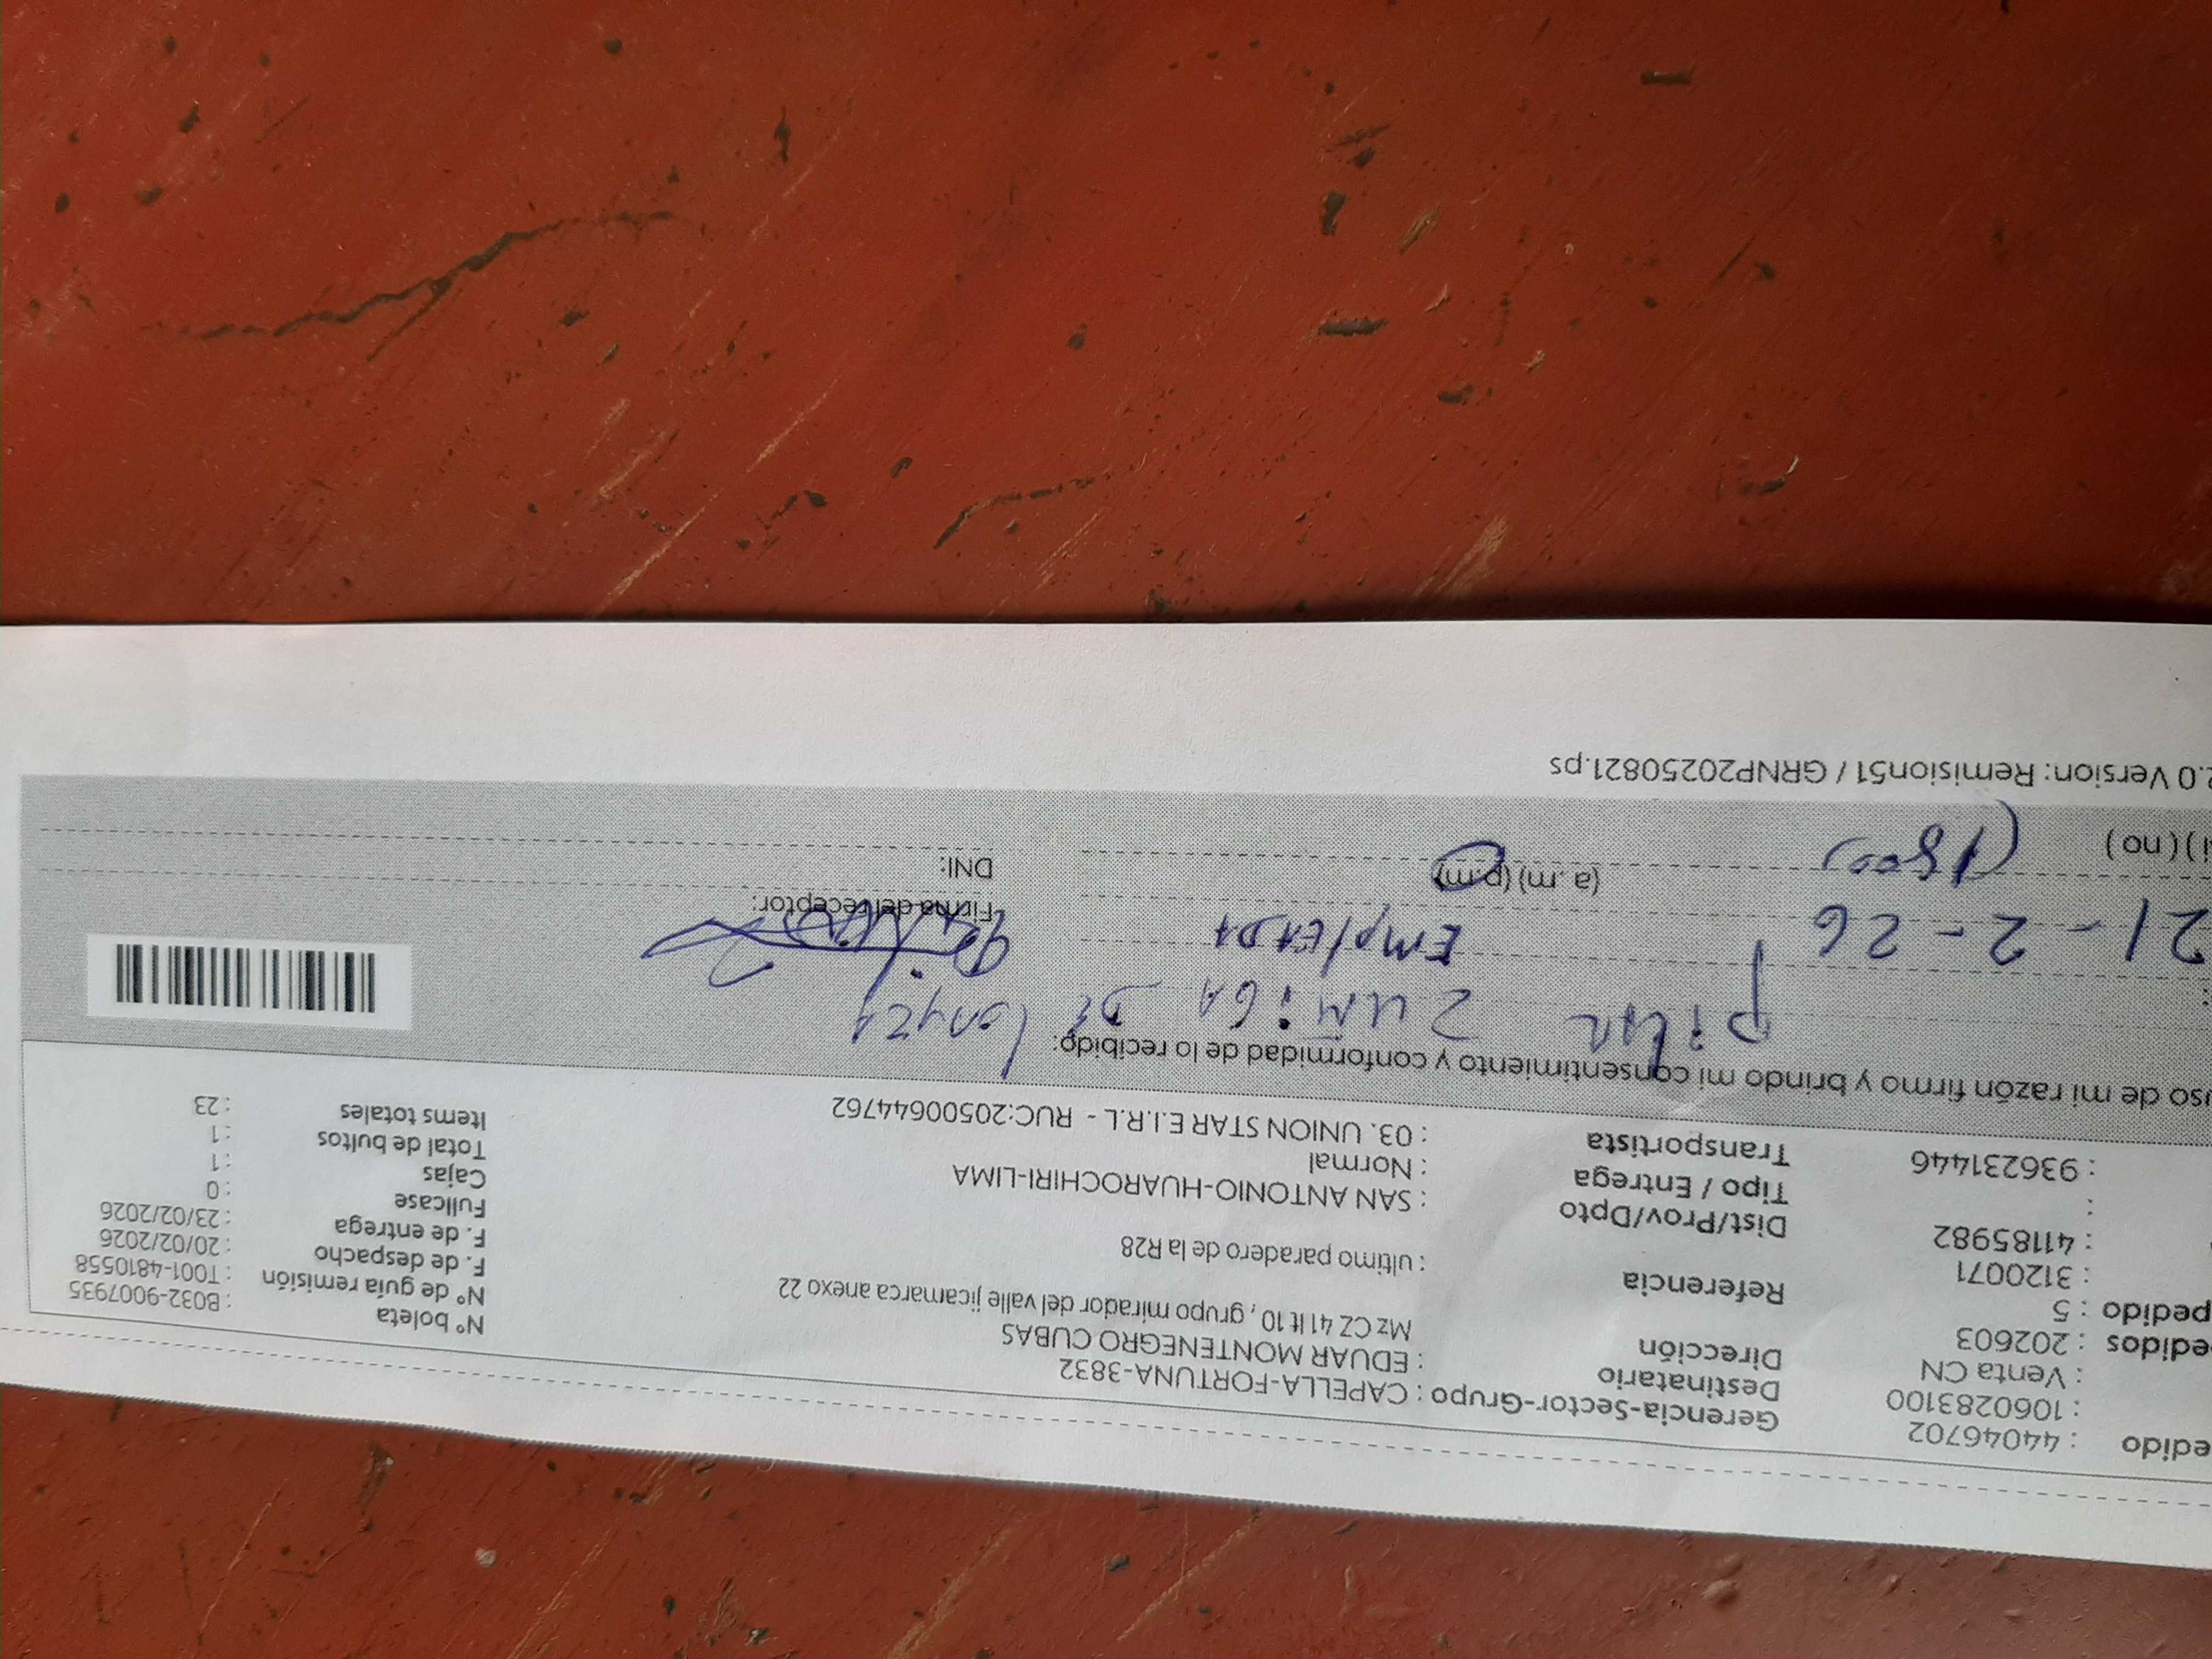 edido : 44046702
: 1060283100
: Venta CN
edidos : 202603
pedido : 5
: 3120071
: 41185982
:
: 936231446
Gerencia-Sector-Grupo : CAPELLA-FORTUNA-3832
Destinatario : EDUAR MONTENEGRO CUBAS
Dirección Mz CZ 41 lt 10 , grupo mirador del valle jicamarca anexo 22
Referencia : ultimo paradero de la R28
Dist/Prov/Dpto : SAN ANTONIO-HUAROCHIRI-LIMA
Tipo / Entrega : Normal
Transportista : 03. UNION STAR E.I.R.L - RUC:20500644762
N° boleta : B032-9007935
N° de guía remisión : T001-4810558
F. de despacho : 20/02/2026
F. de entrega : 23/02/2026
Fullcase : 0
Cajas : 1
Total de bultos : 1
Items totales : 23
uso de mi razón firmo y brindo mi consentimiento y conformidad de lo recibido:
: DE
21-2-26 EMPLEADA Firma del receptor:
(a.m) (p.m) DNI:
i ) ( no )
2.0 Version: Remision51 / GRNP20250821.ps